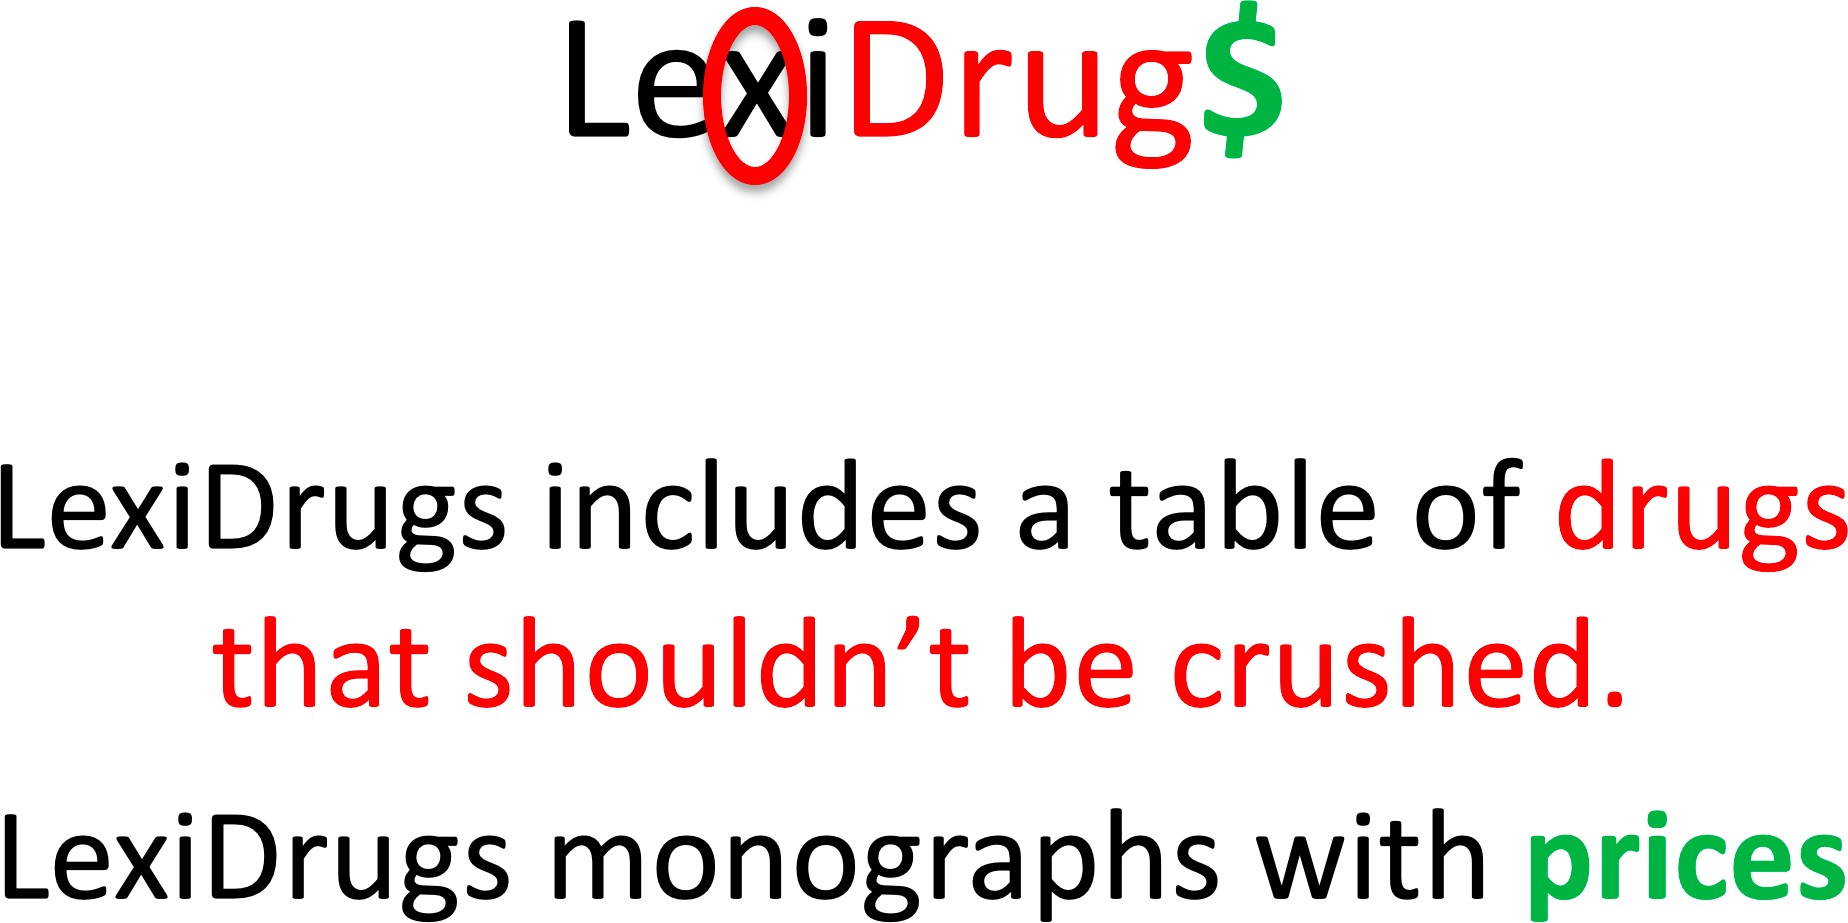 LexiDrug$
LexiDrugs includes a table of drugs
that shouldn’t be crushed.
LexiDrugs monographs with prices